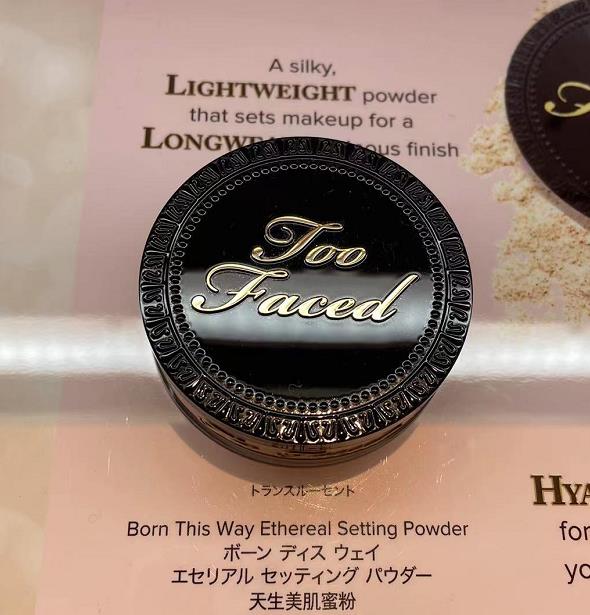 A silky,
LIGHTWEIGHT powder
that sets makeup for a
finish
Too
Faced
トランスルーセント
Born This Way Ethereal Setting Powder
ボーン ディス ウェイ
エセリアル セッティング パウダー
天生美肌蜜粉
for